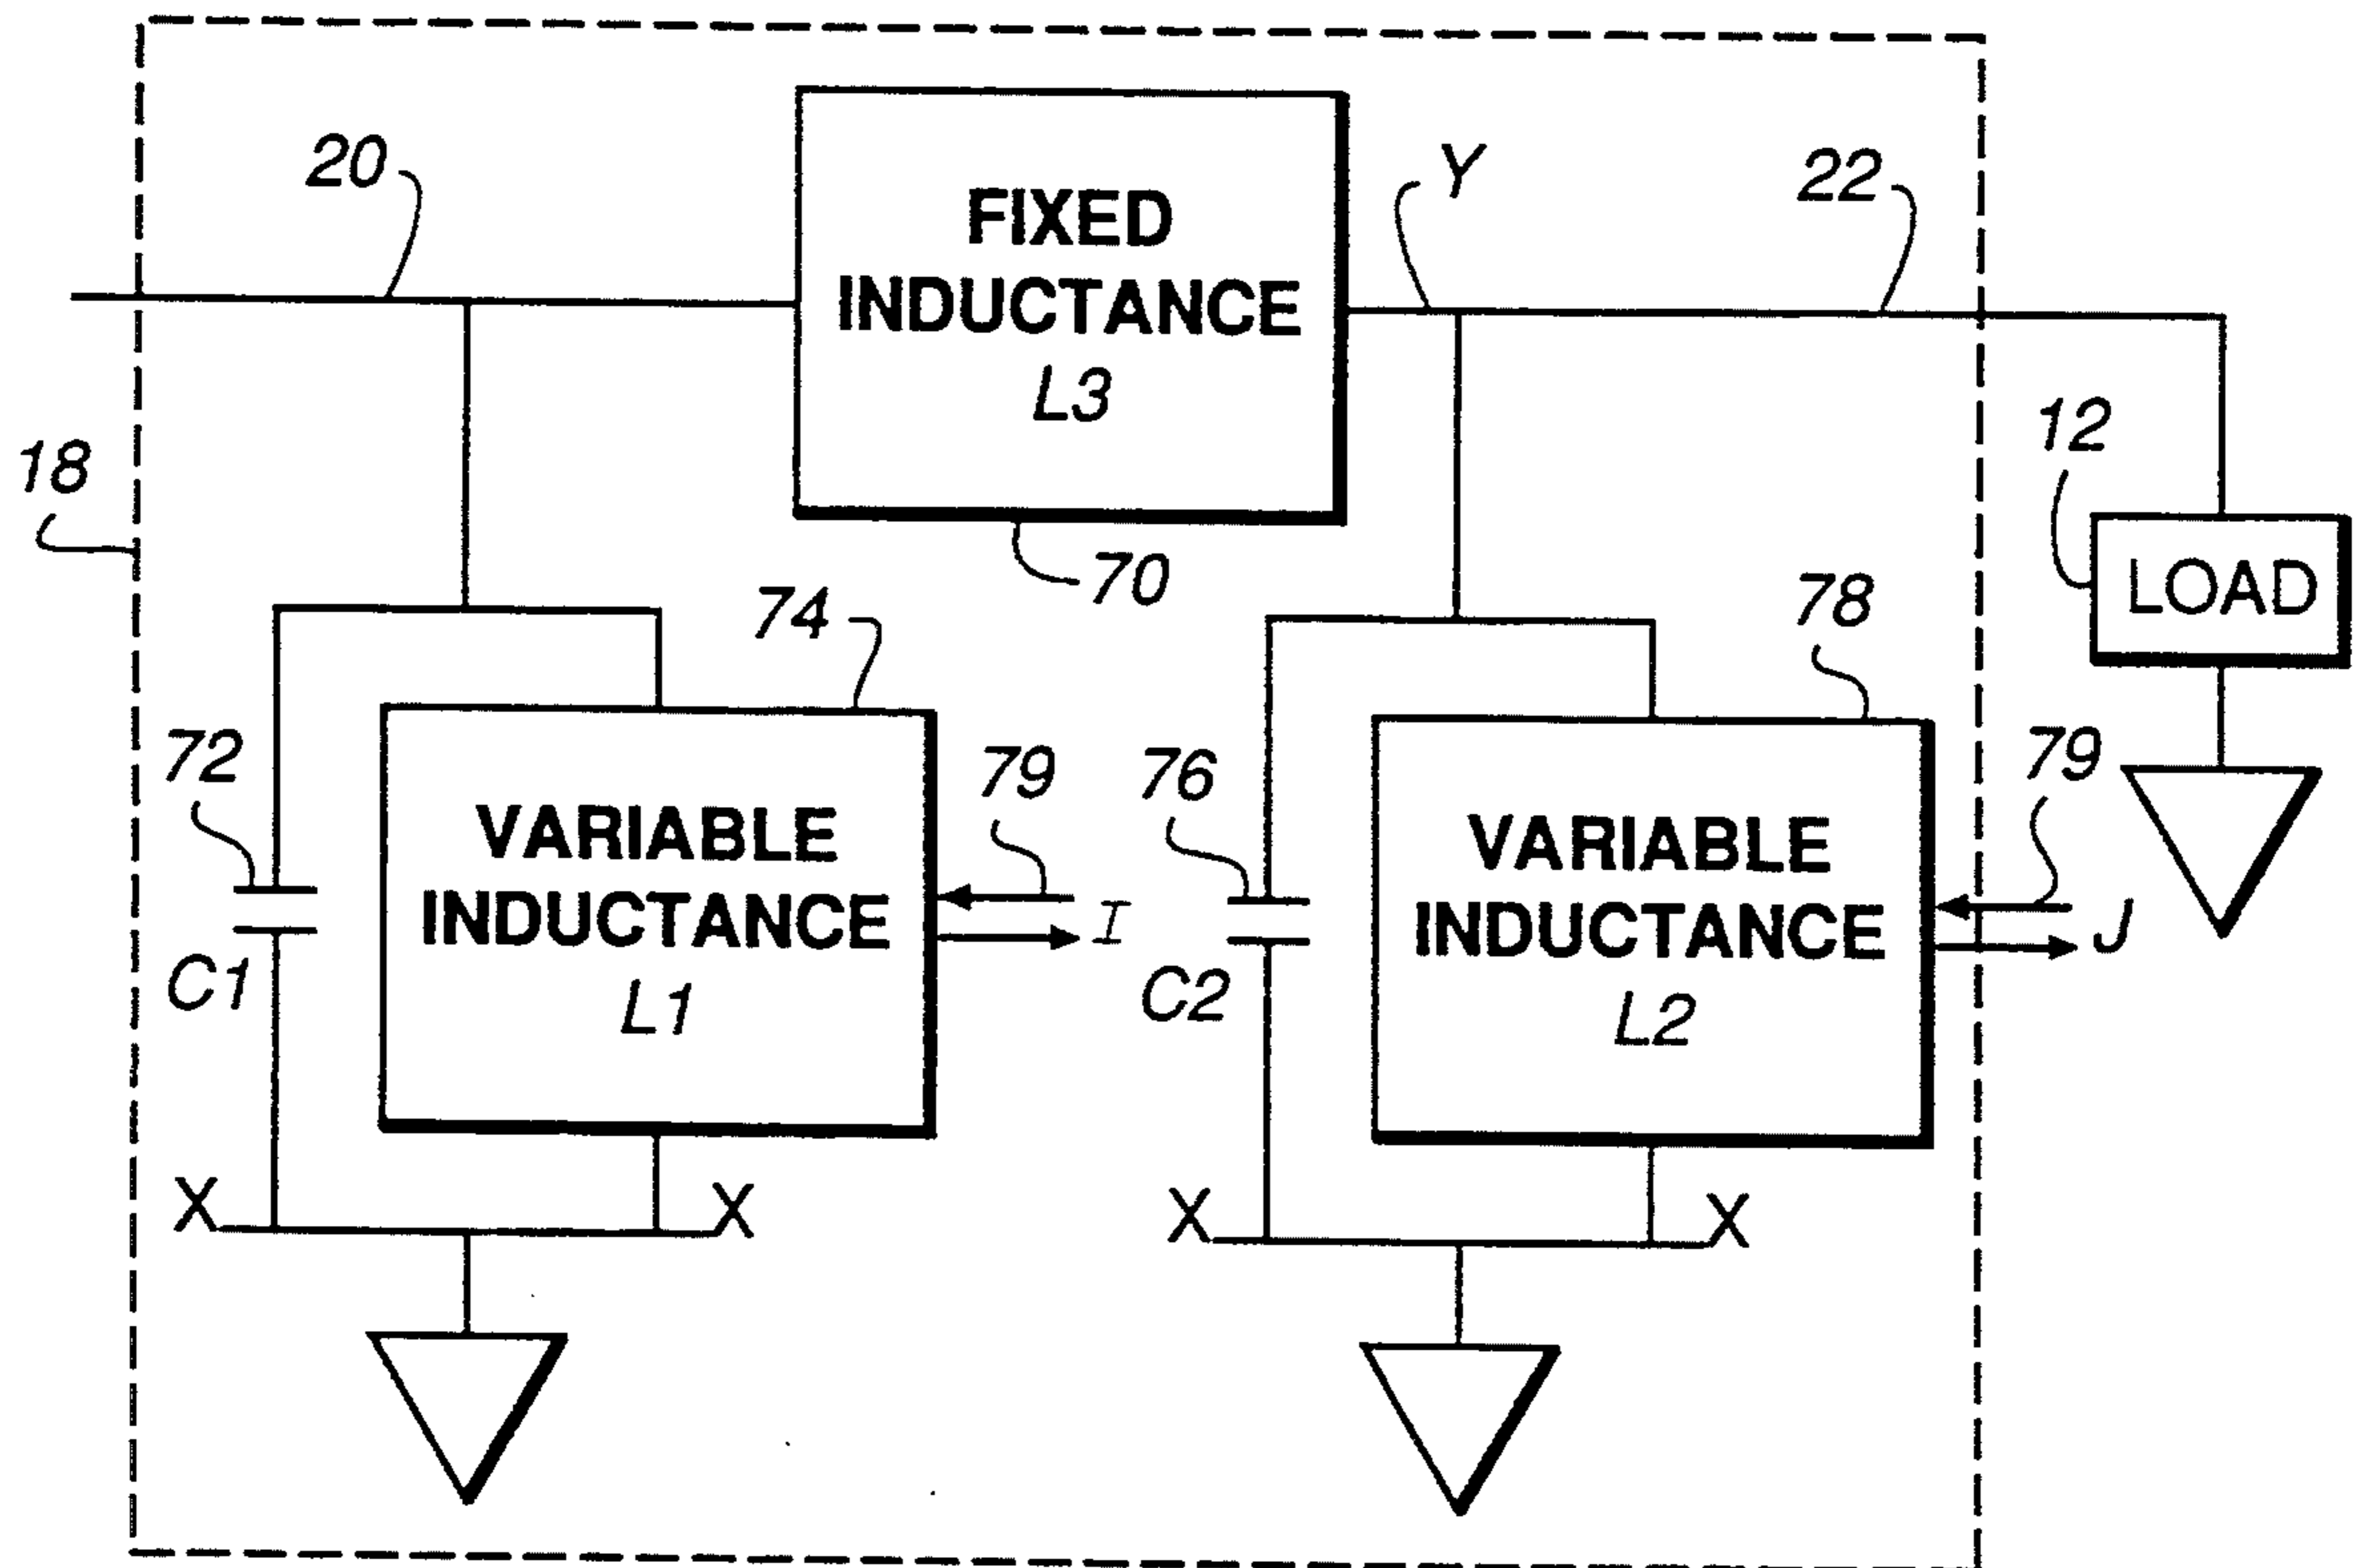 20
FIXED
INDUCTANCE
L3
Y
22
18
12
LOAD
70
74
78
72
VARIABLE
INDUCTANCE
L1
79
I
76
VARIABLE
INDUCTANCE
L2
79
J
C1
C2
X
X
X
X